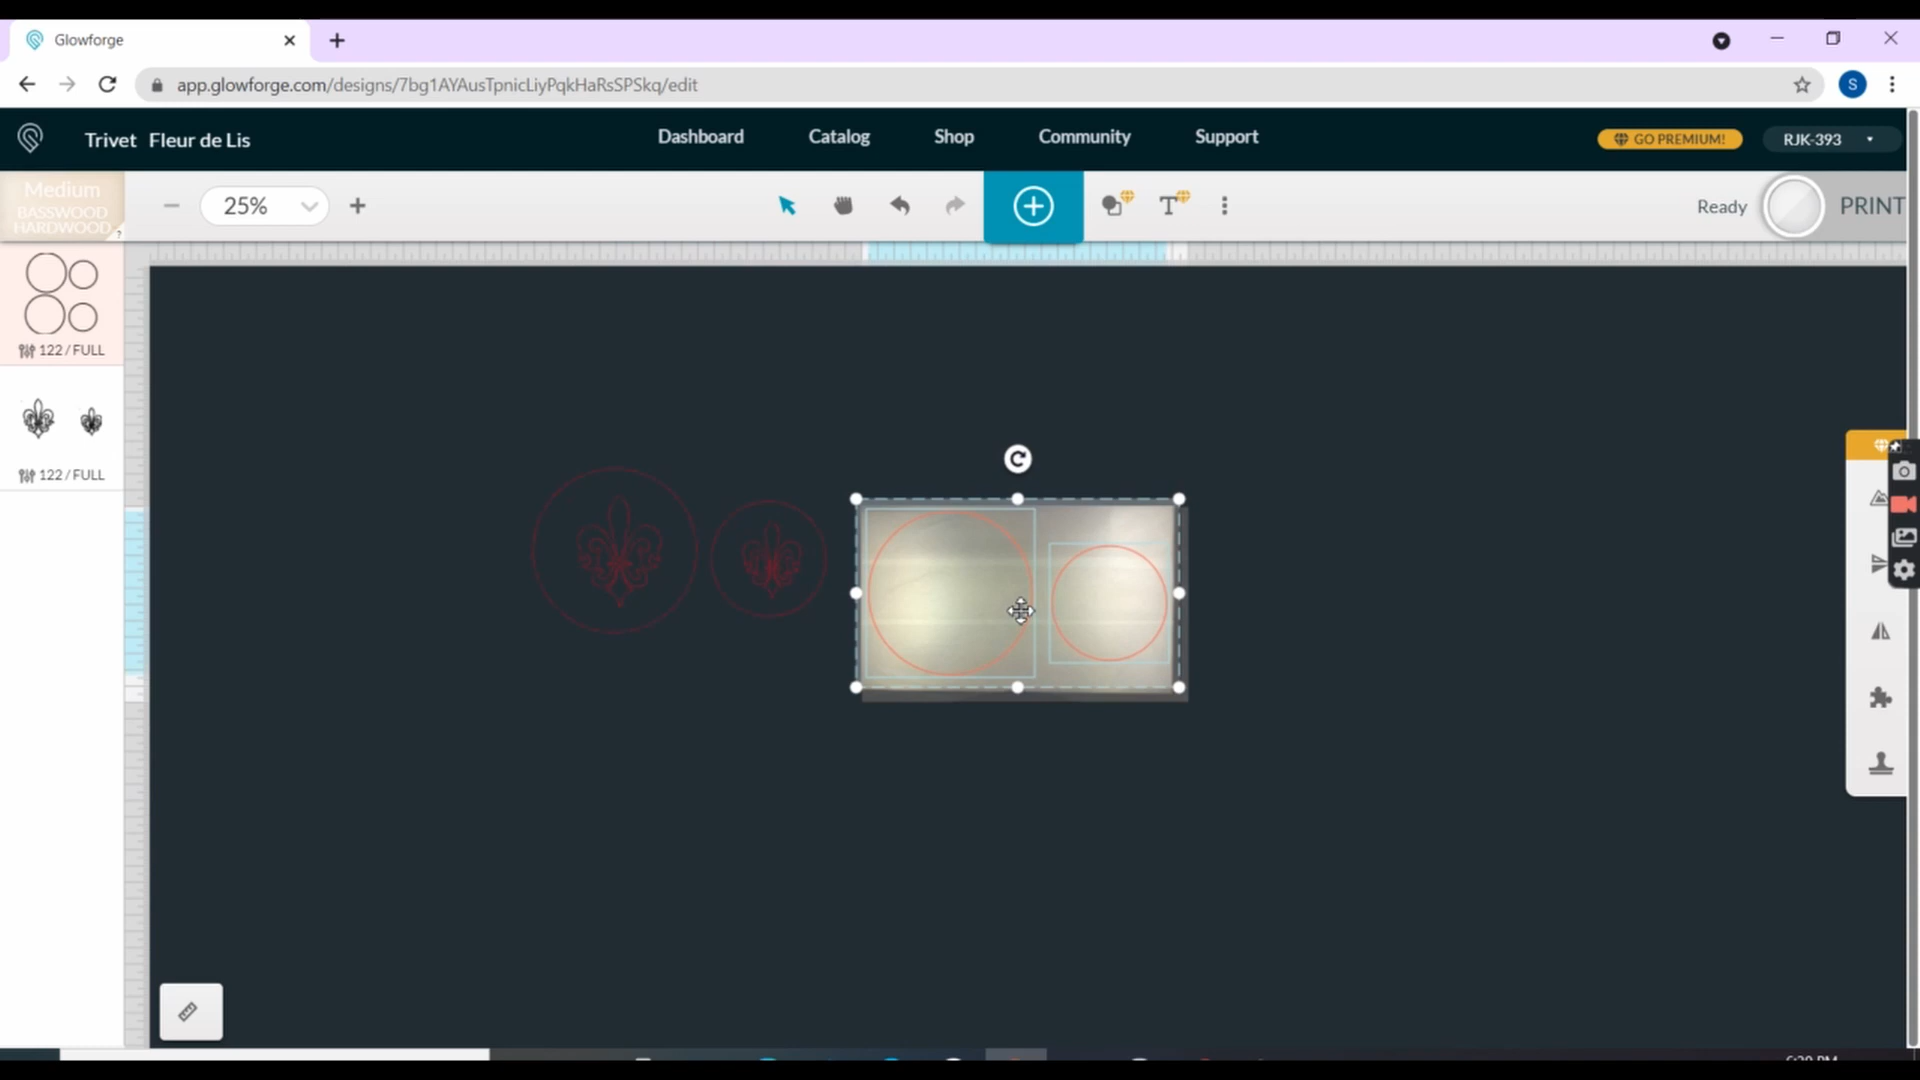 Glowforge
app.glowforge.com/designs/7bg1AYAusTpnicLiyPqkHaRsSPSkq/edit
S
Trivet Fleur de Lis
Dashboard
Catalog
Shop
Community
Support
GO PREMIUM!
RJK-393
Medium
BASSWOOD
HARDWOOD
?
25%
T
Ready
PRINT
122 / FULL
122 / FULL